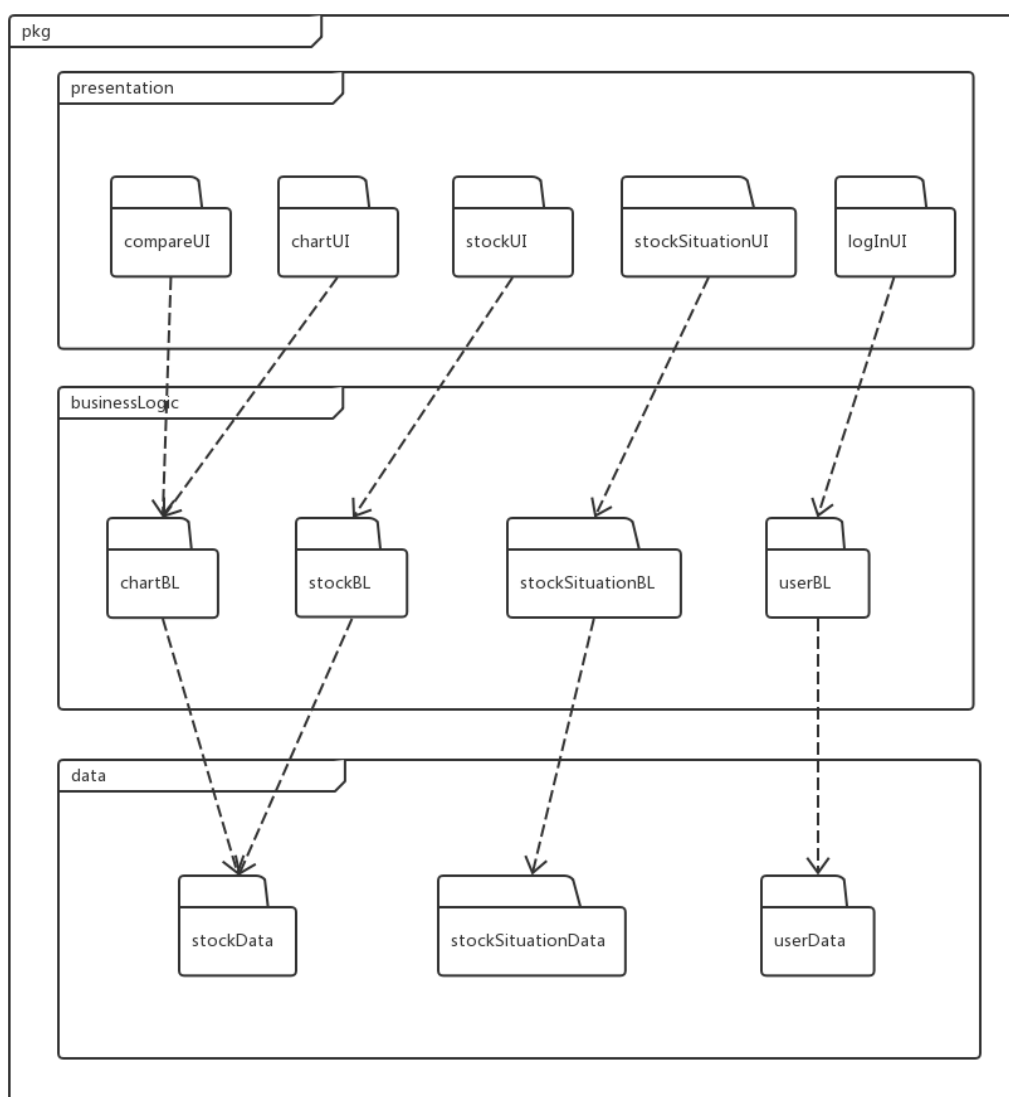 pkg
presentation
compareUI
chartUI
stockUI
stockSituationUI
logInUI
businessLogic
chartBL
stockBL
stockSituationBL
userBL
data
stockData
stockSituationData
userData